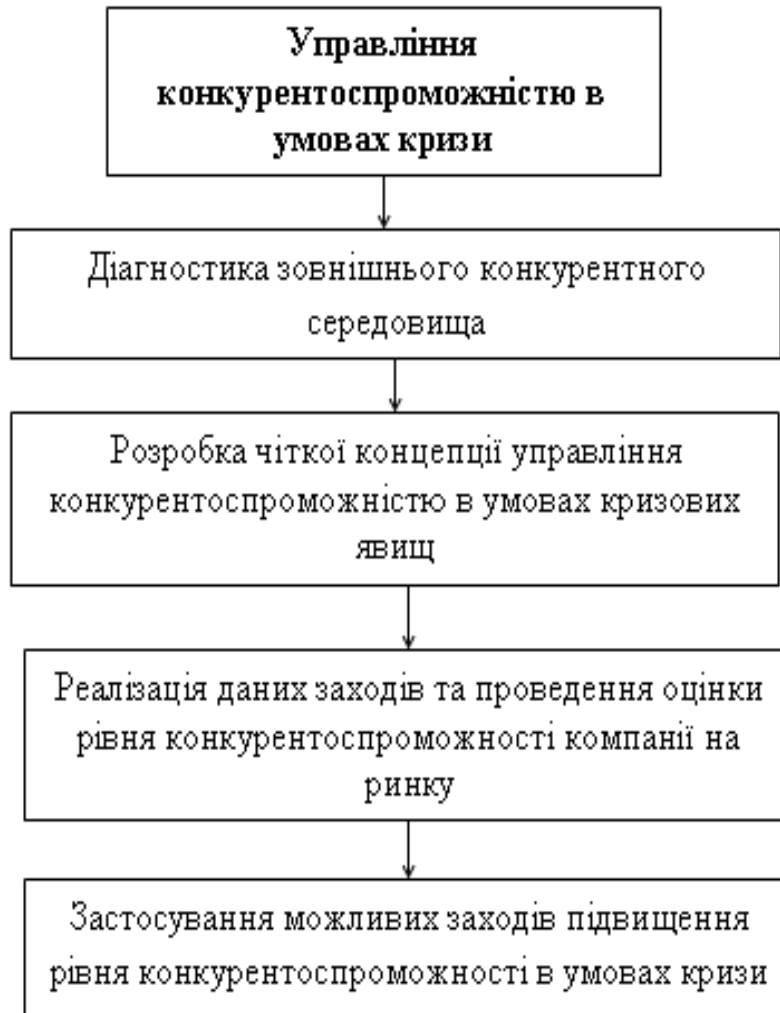 Управління
конкурентоспроможністю в
умовах кризи
Діагностика зовнішнього конкурентного
середовища
Розробка чіткої концепції управління
конкурентоспроможністю в умовах кризових
явищ
Реалізація даних заходів та проведення оцінки
рівня конкурентоспроможності компанії на
ринку
Застосування можливих заходів підвищення
рівня конкурентоспроможності в умовах кризи